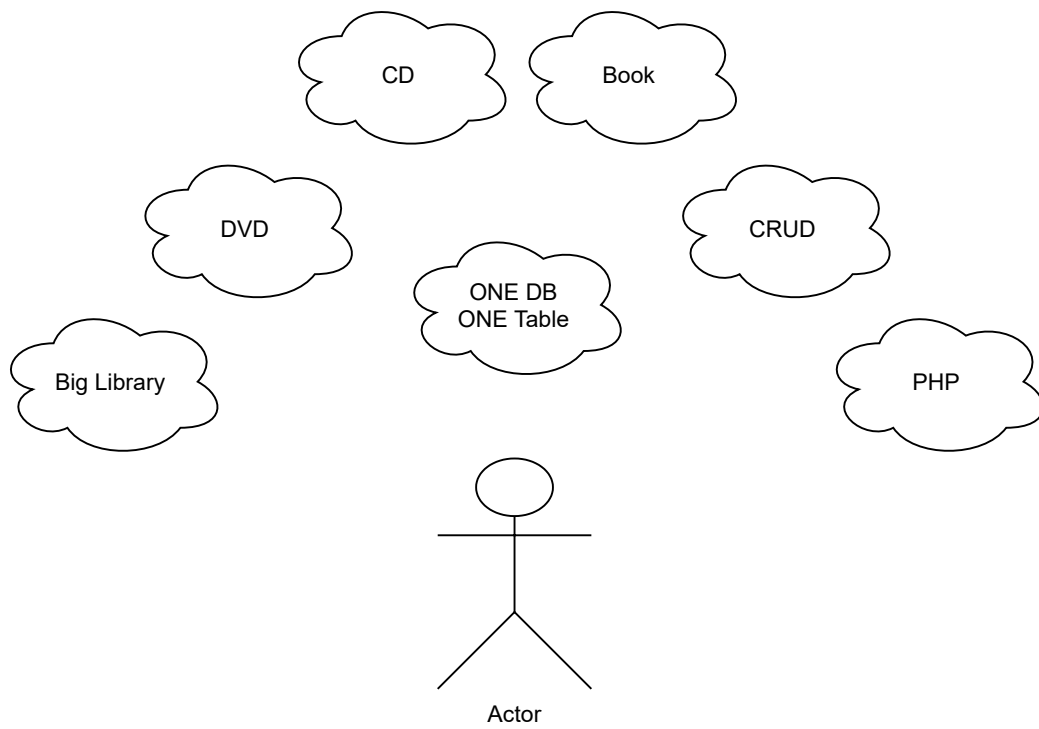 CD
Book
DVD
CRUD
ONE DB
ONE Table
Big Library
PHP
Actor